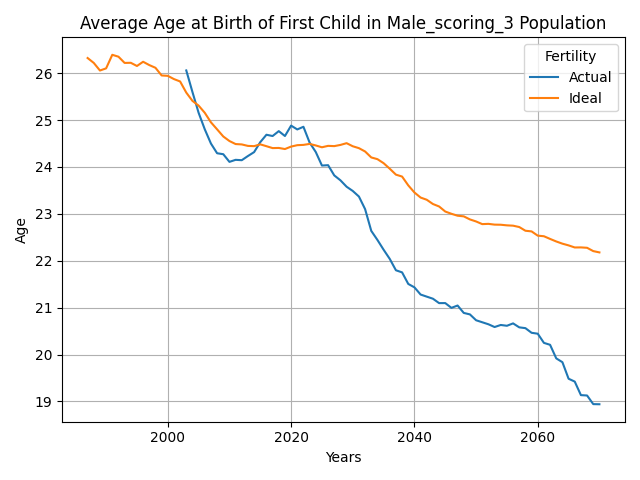 Average Age at Birth of First Child in Male_scoring_3 Population
Fertility
Actual
Ideal
Age
26
25
24
23
22
21
20
19
2000
2020
2040
2060
Years